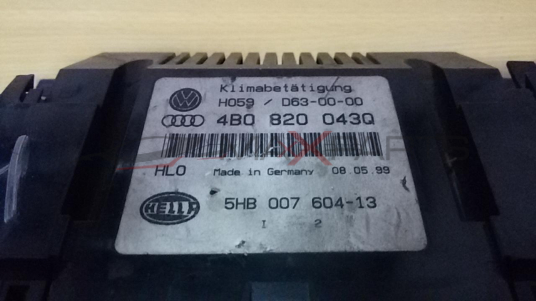 Klimabetätigung
H059 / D63-00-00
4B0 820 043Q
HLO Made in Germany 08.05.99
HELLA
5HB 007 604-13
1 2